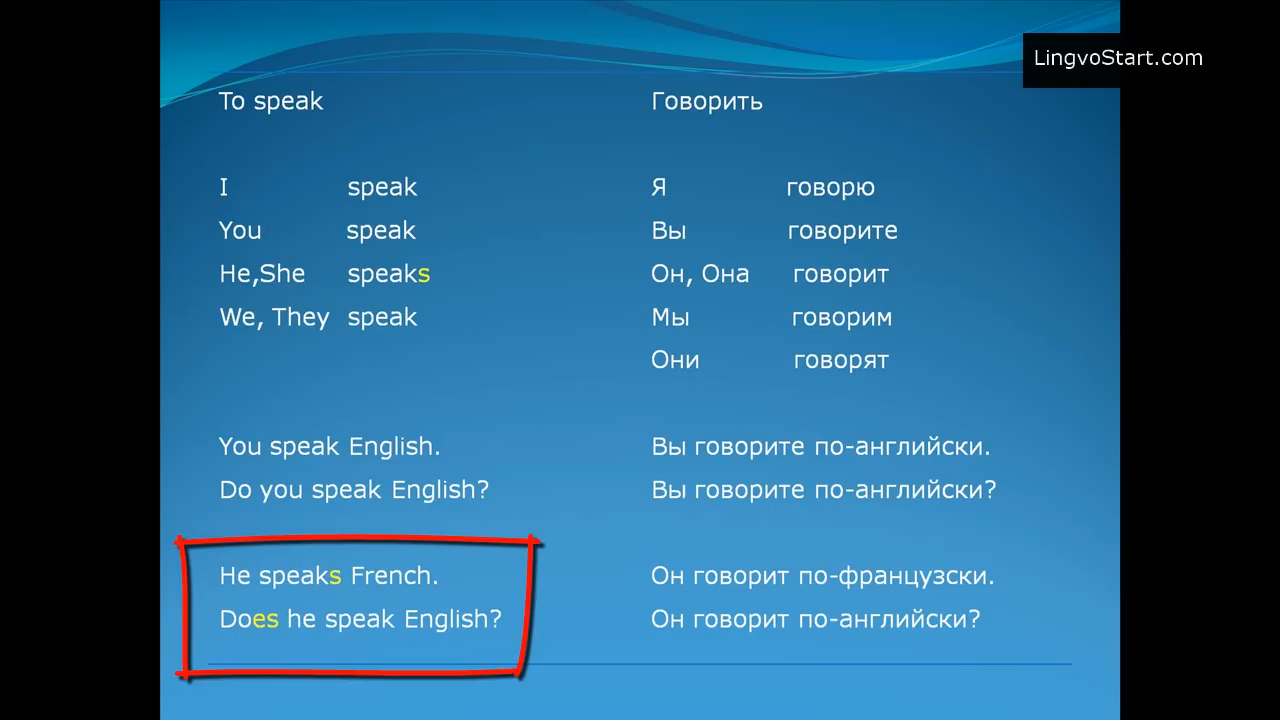 LingvoStart.com
To speak Говорить
I speak Я говорю
You speak Вы говорите
He,She speaks Он, Она говорит
We, They speak Мы говорим
Они говорят
You speak English. Вы говорите по-английски.
Do you speak English? Вы говорите по-английски?
He speaks French. Он говорит по-французски.
Does he speak English? Он говорит по-английски?